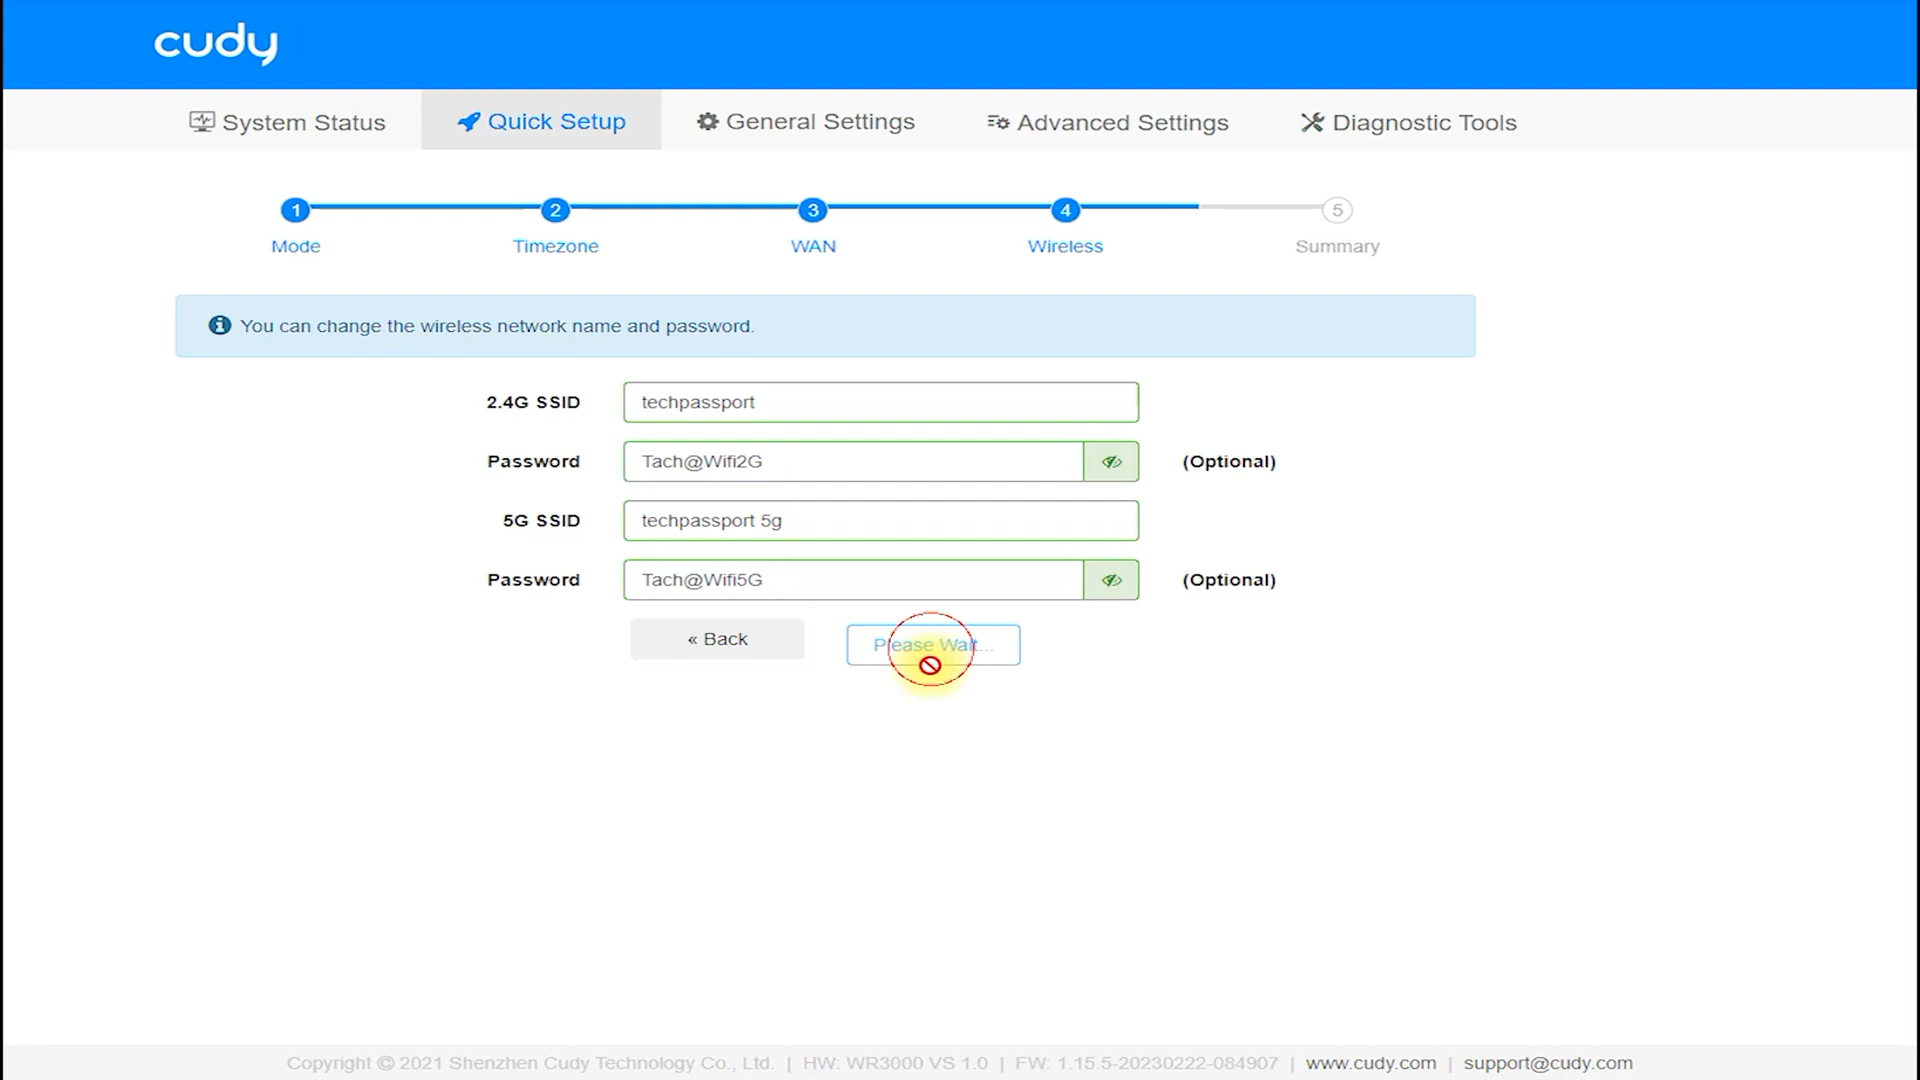 cudy
System Status Quick Setup General Settings Advanced Settings Diagnostic Tools
1 2 3 4 5
Mode Timezone WAN Wireless Summary
You can change the wireless network name and password.
2.4G SSID techpassport
Password Tach@Wifi2G (Optional)
5G SSID techpassport 5g
Password Tach@Wifi5G (Optional)
« Back Please Wait...
Copyright © 2021 Shenzhen Cudy Technology Co., Ltd. | HW: WR3000 VS 1.0 | FW: 1.15.5-20230222-084907 | www.cudy.com | support@cudy.com